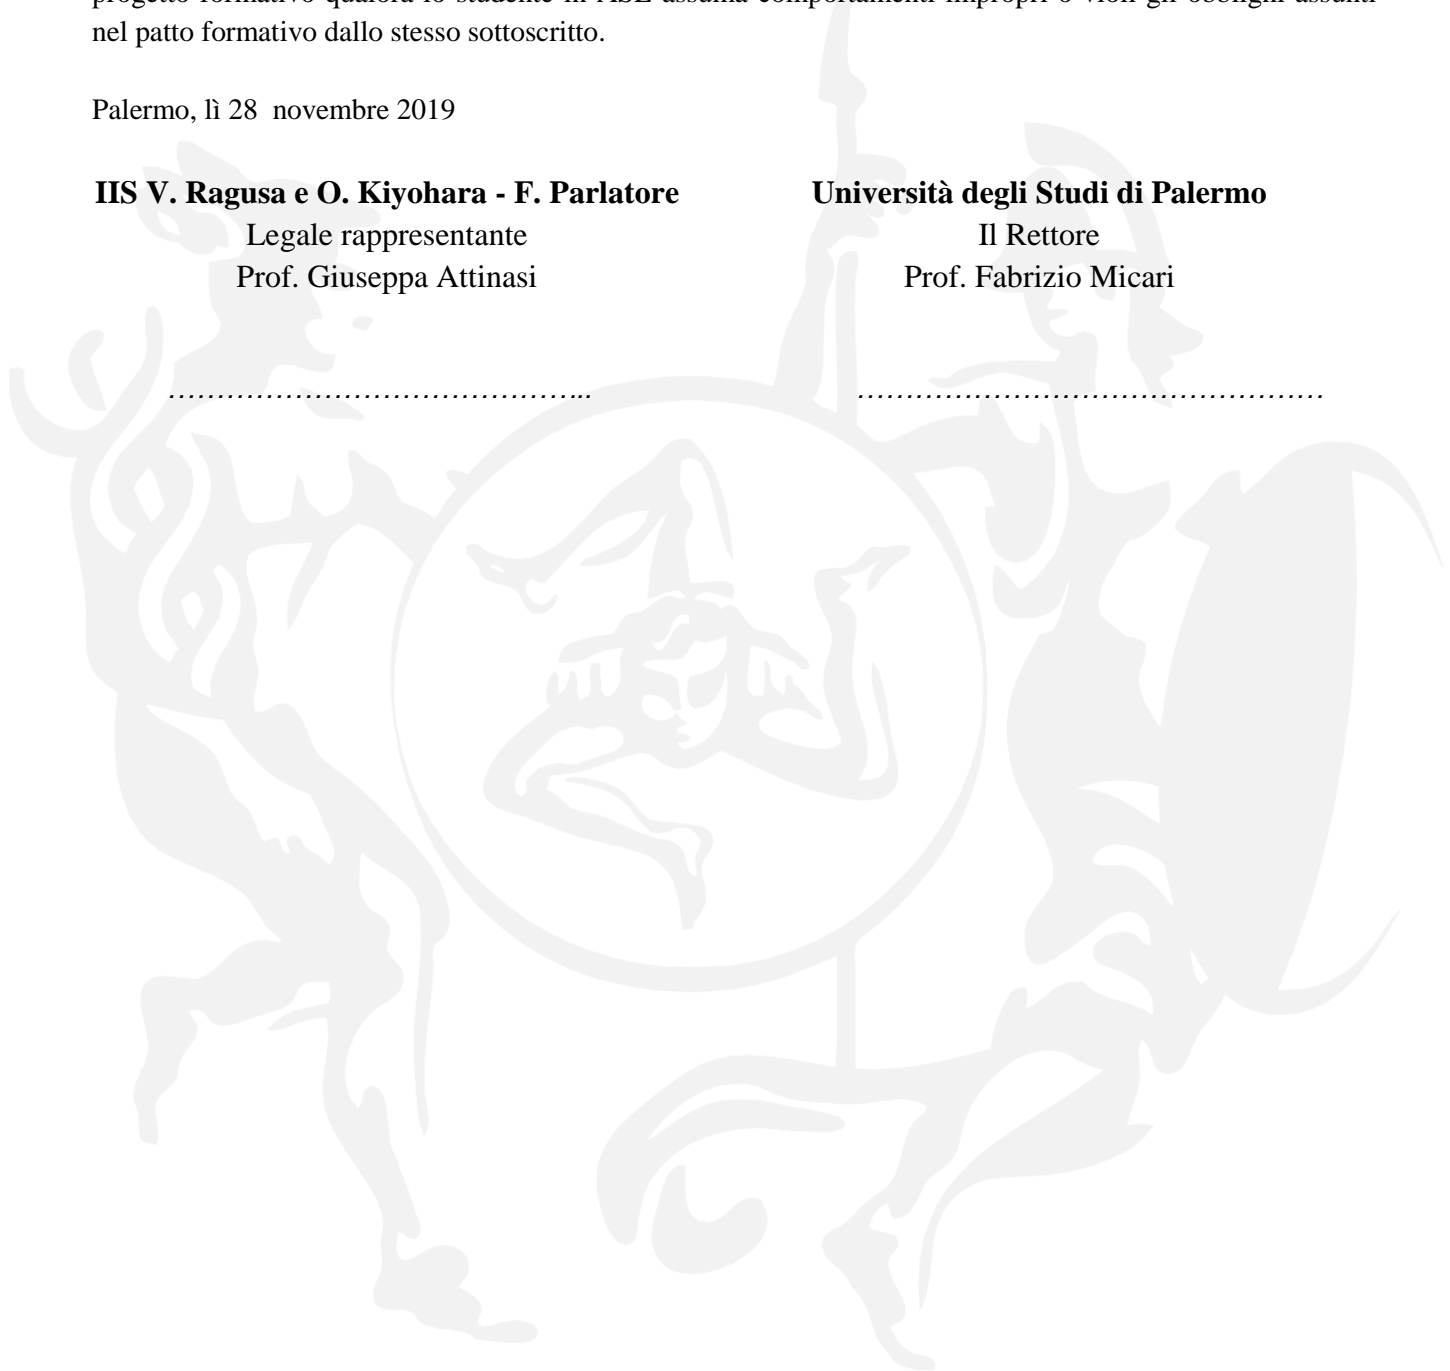 progetto formativo qualora lo studente in ASL assuma comportamenti impropri o violi gli obblighi assunti
nel patto formativo dallo stesso sottoscritto.
Palermo, lì 28  novembre 2019
IIS V. Ragusa e O. Kiyohara - F. Parlatore
Università degli Studi di Palermo
Legale rappresentante
Il Rettore
Prof. Giuseppa Attinasi
Prof. Fabrizio Micari
……………………………………..
…………………………………………